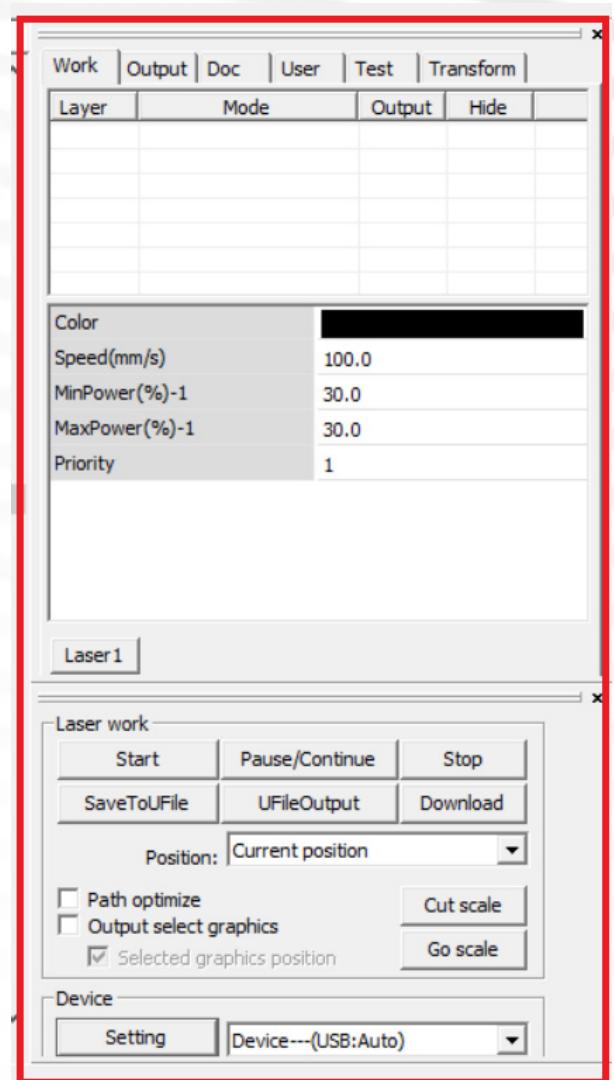 Work Output Doc User Test Transform
Layer Mode Output Hide
Color
Speed(mm/s) 100.0
MinPower(%)-1 30.0
MaxPower(%)-1 30.0
Priority 1
Laser1
Laser work
Start Pause/Continue Stop
SaveToUFile UFileOutput Download
Position: Current position
Path optimize
Cut scale
Output select graphics
Selected graphics position
Go scale
Device
Setting Device---(USB:Auto)